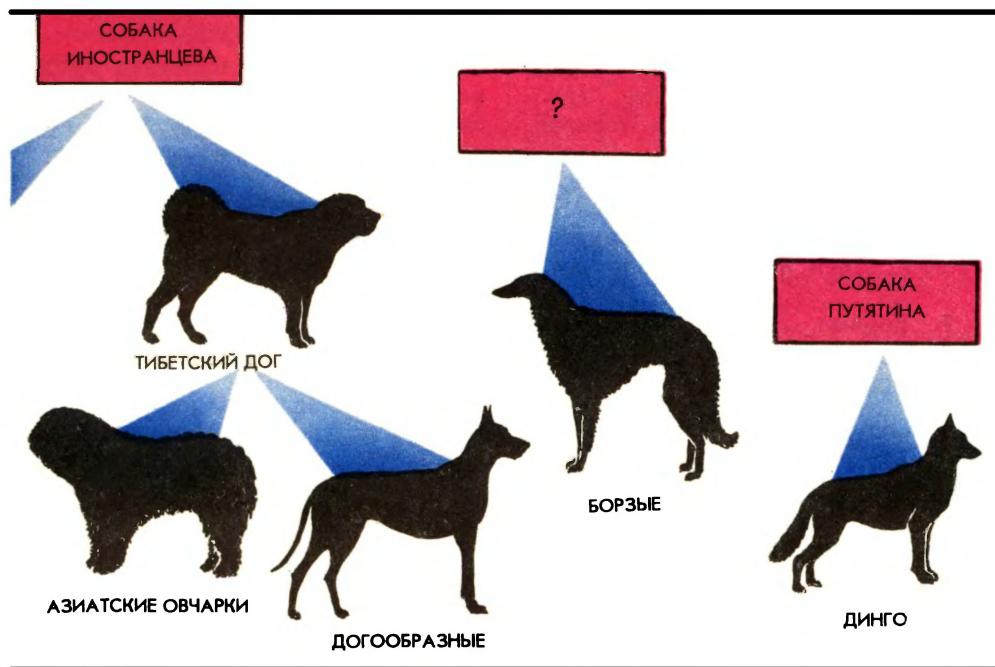 СОБАКА
ИНОСТРАНЦЕВА
?
СОБАКА
ПУТЯТИНА
ТИБЕТСКИЙ ДОГ
БОРЗЫЕ
АЗИАТСКИЕ ОВЧАРКИ
ДОГООБРАЗНЫЕ
ДИНГО